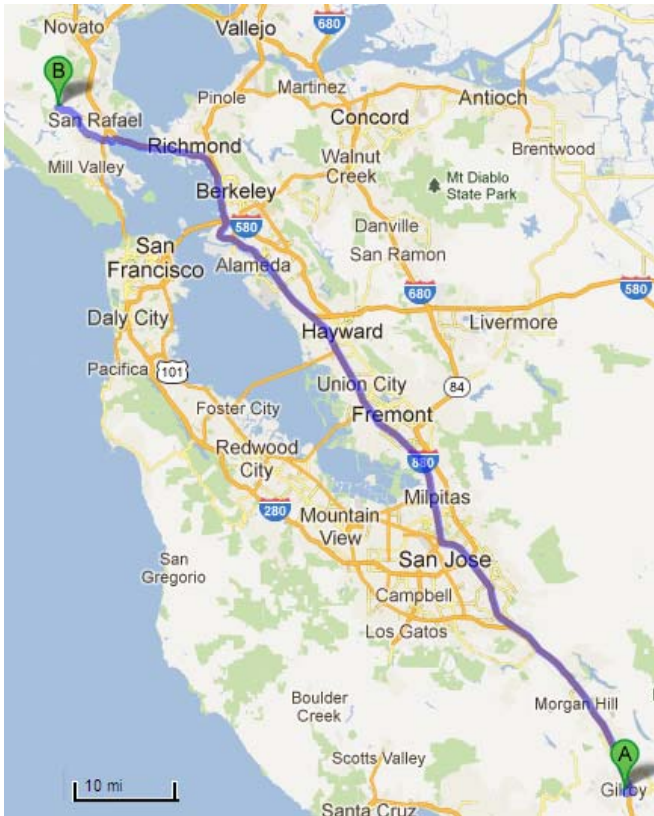 Novato
Vallejo
680
B
Pinole
Martinez
Antioch
San Rafael
Concord
Richmond
Brentwood
Mill Valley
Walnut
Creek
Mt Diablo
State Park
Berkeley
580
Danville
San
Francisco
Alameda
San Ramon
680
580
Daly City
Hayward
Livermore
Pacifica
101
Union City
84
Foster City
Fremont
Redwood
City
880
Milpitas
280
Mountain
View
San Jose
San
Gregorio
Campbell
Los Gatos
Boulder
Creek
Morgan Hill
Scotts Valley
A
10 mi
Santa Cruz